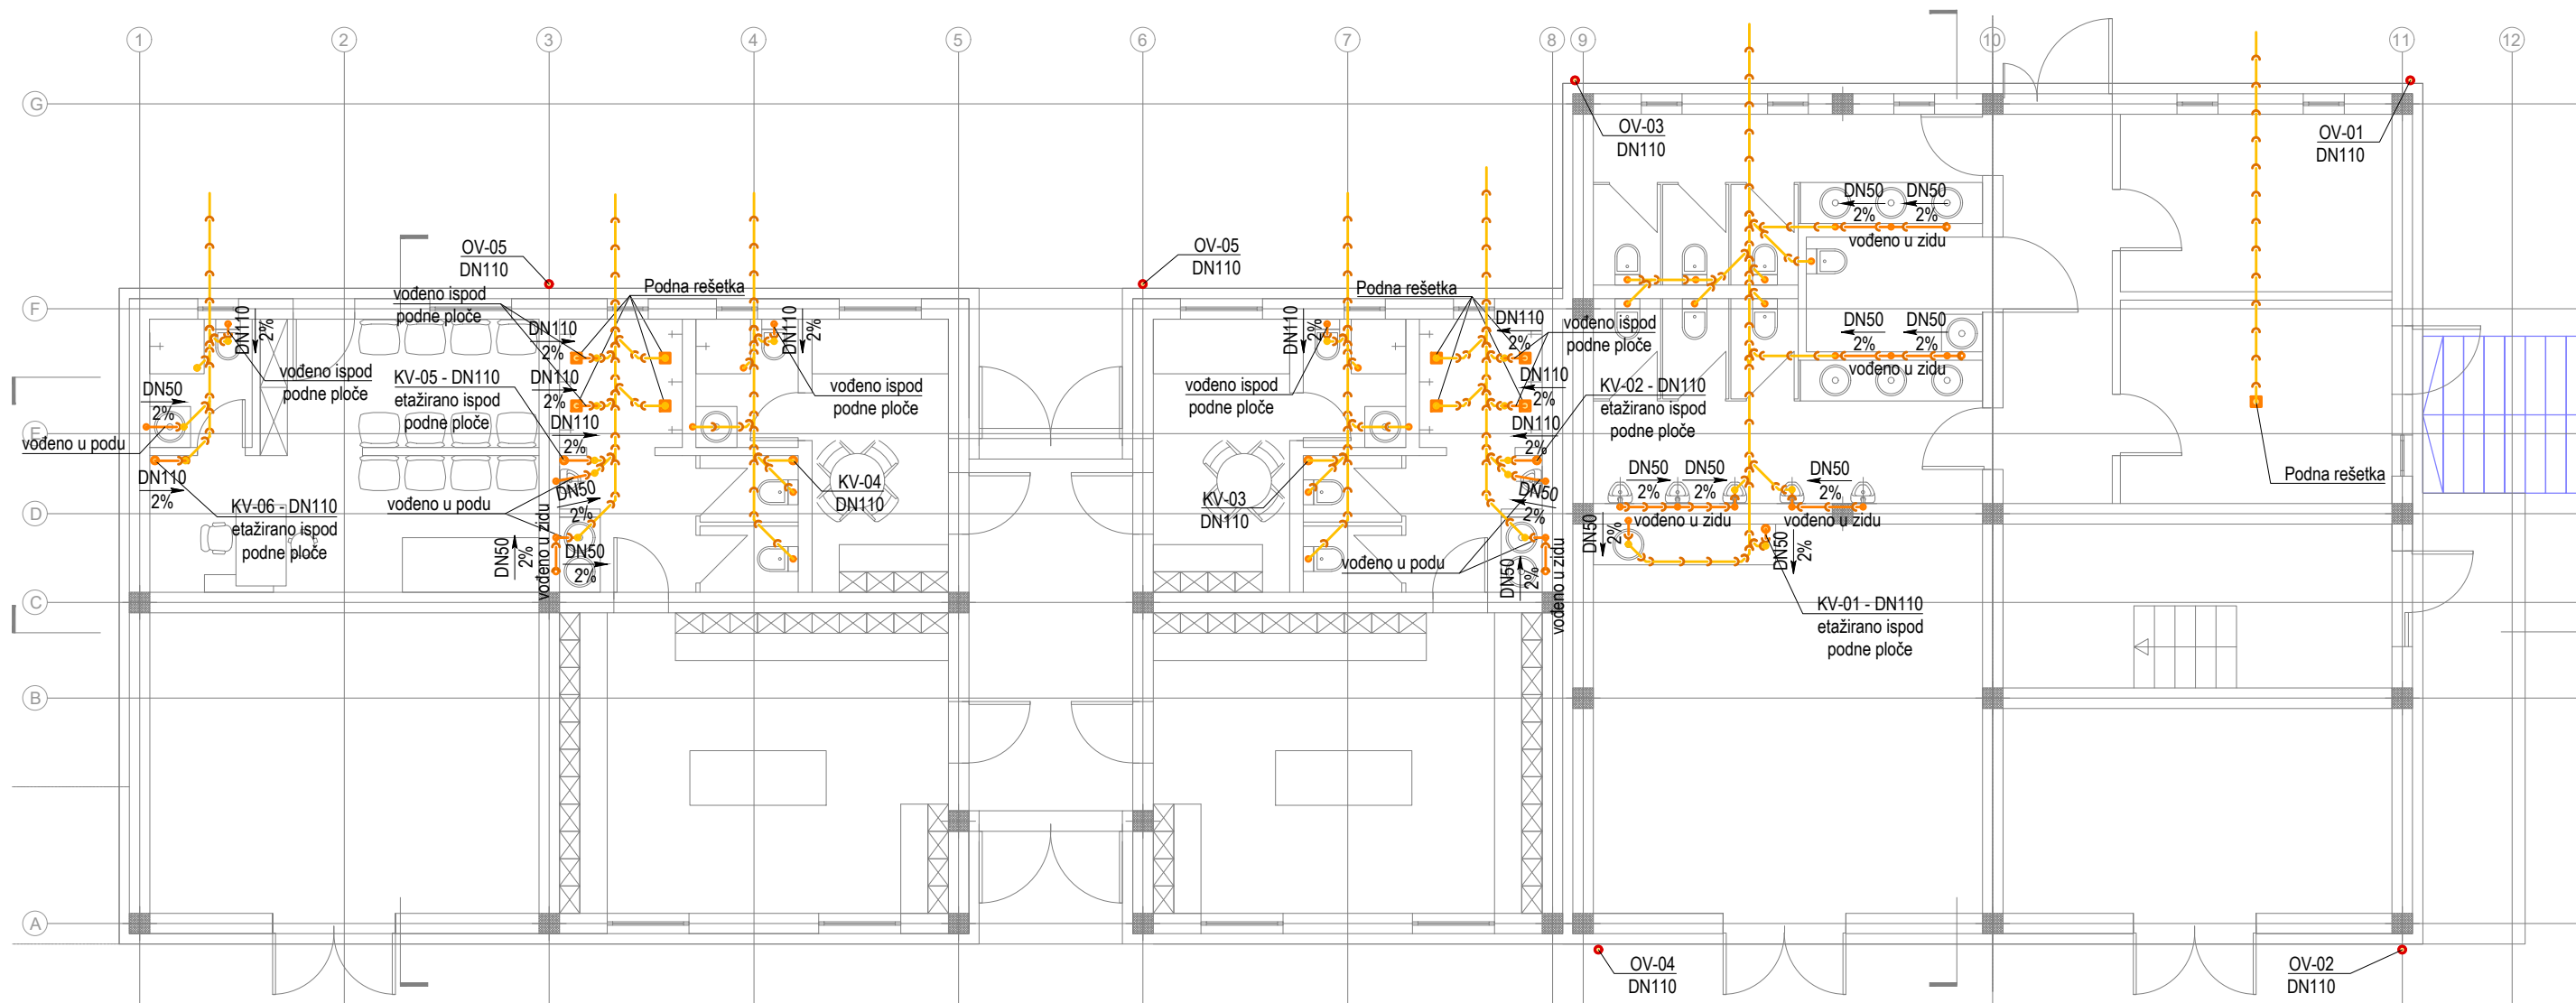 1 2 3 4 5 6 7 8 9 10 11 12
G
OV-03
DN110
OV-01
DN110
DN50
2%
DN50
2%
vođeno u zidu
OV-05
DN110
OV-05
DN110
vođeno ispod
podne ploče
Podna rešetka
Podna rešetka
F
DN110
2%
vođeno ispod
podne ploče
DN110
2%
DN110
2%
vođeno ispod
podne ploče
DN110
2%
vođeno ispod
podne ploče
DN110
2%
vođeno ispod
podne ploče
DN50
2%
DN50
2%
vođeno u zidu
DN50
2%
KV-05 - DN110
etažirano ispod
podne ploče
DN110
2%
DN110
2%
KV-02 - DN110
etažirano ispod
podne ploče
E
vođeno u podu
DN110
2%
DN110
2%
DN110
2%
KV-06 - DN110
etažirano ispod
podne ploče
vođeno u podu
DN50
2%
KV-04
DN110
KV-03
DN110
DN50
2%
DN50
2%
DN50
2%
DN50
2%
Podna rešetka
D
vođeno u zidu
vođeno u zidu
DN50
2%
vođeno u zidu
DN50
2%
vođeno u podu
DN50
2%
vođeno u zidu
DN50
2%
DN50
2%
C
KV-01 - DN110
etažirano ispod
podne ploče
B
A
OV-04
DN110
OV-02
DN110